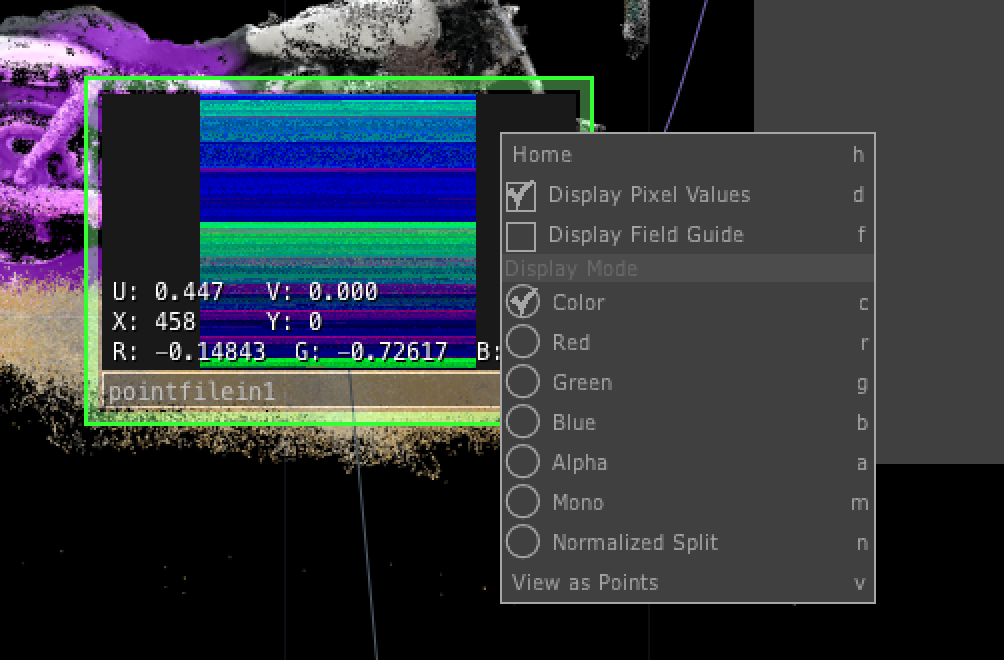 U: 0.447 V: 0.000
X: 458 Y: 0
R: −0.14843 G: −0.72617 B:
pointfilein1
Home h
Display Pixel Values d
Display Field Guide f
Display Mode
Color c
Red r
Green g
Blue b
Alpha a
Mono m
Normalized Split n
View as Points v